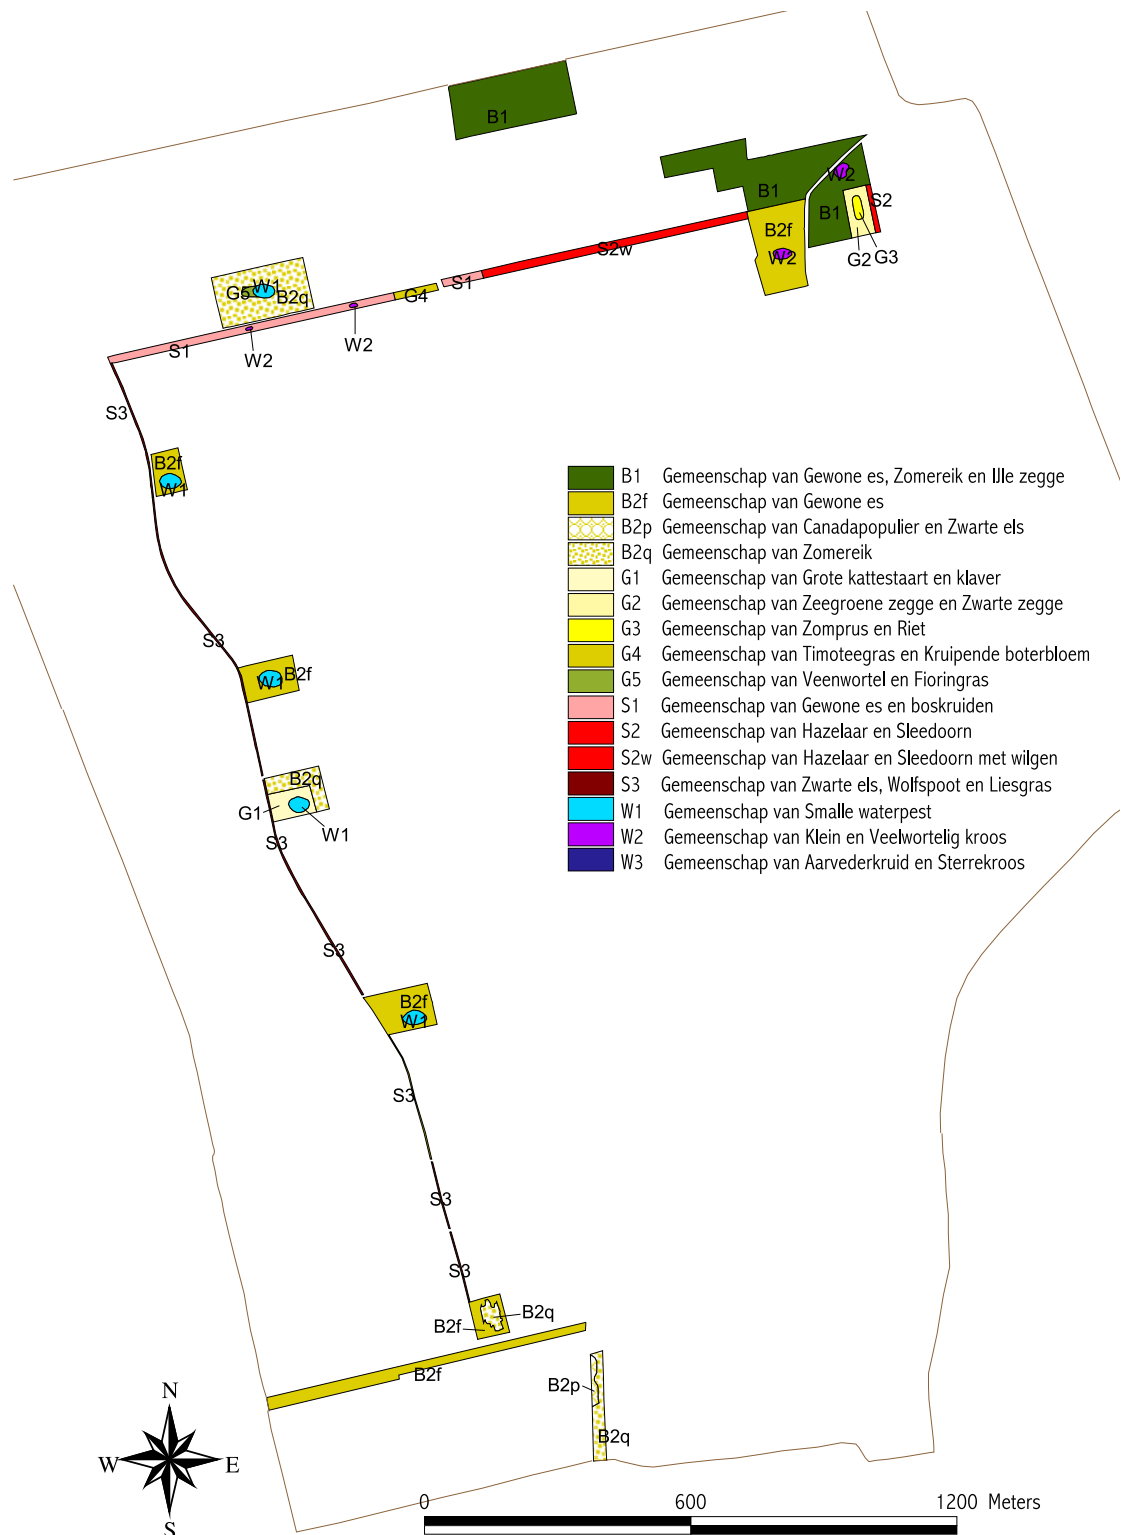 B1
W2
B1
B1
S2
B2f
G2
G3
W2
S2w
S1
G4
W1
G5
B2q
W2
W2
S1
S3
B2f
W1
B1 Gemeenschap van Gewone es, Zomereik en IJle zegge
B2f Gemeenschap van Gewone es
B2p Gemeenschap van Canadapopulier en Zwarte els
B2q Gemeenschap van Zomereik
G1 Gemeenschap van Grote kattestaart en klaver
G2 Gemeenschap van Zeegroene zegge en Zwarte zegge
G3 Gemeenschap van Zomprus en Riet
G4 Gemeenschap van Timoteegras en Kruipende boterbloem
G5 Gemeenschap van Veenwortel en Fioringras
S1 Gemeenschap van Gewone es en boskruiden
S2 Gemeenschap van Hazelaar en Sleedoorn
S2w Gemeenschap van Hazelaar en Sleedoorn met wilgen
S3 Gemeenschap van Zwarte els, Wolfspoot en Liesgras
W1 Gemeenschap van Smalle waterpest
W2 Gemeenschap van Klein en Veelwortelig kroos
W3 Gemeenschap van Aarvederkruid en Sterrekroos
S3
B2f
W1
B2q
G1
W1
S3
S3
B2f
W1
S3
S3
S3
B2q
B2f
B2f
B2p
B2q
N
W
E
S
0 600 1200 Meters